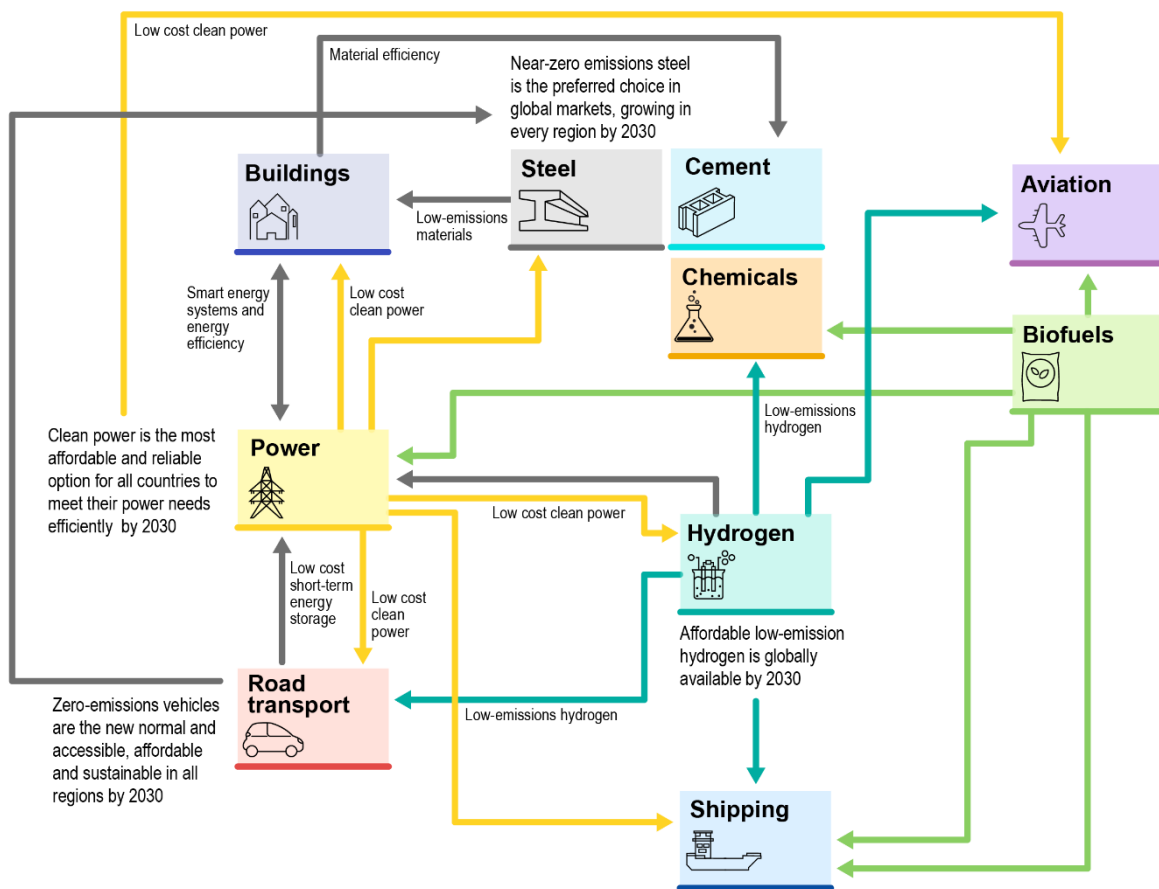 Low cost clean power
Material efficiency
Near-zero emissions steel
is the preferred choice in
global markets, growing in
every region by 2030
Buildings
Steel
Cement
Aviation
Low-emissions
materials
Chemicals
Smart energy
systems and
energy
efficiency
Low cost
clean power
Biofuels
Low-emissions
hydrogen
Clean power is the most
affordable and reliable
option for all countries to
meet their power needs
efficiently by 2030
Power
Low cost clean power
Hydrogen
Low cost
short-term
energy
storage
Low cost
clean
power
Affordable low-emission
hydrogen is globally
available by 2030
Road
transport
Zero-emissions vehicles
are the new normal and
accessible, affordable
and sustainable in all
regions by 2030
Low-emissions hydrogen
Shipping